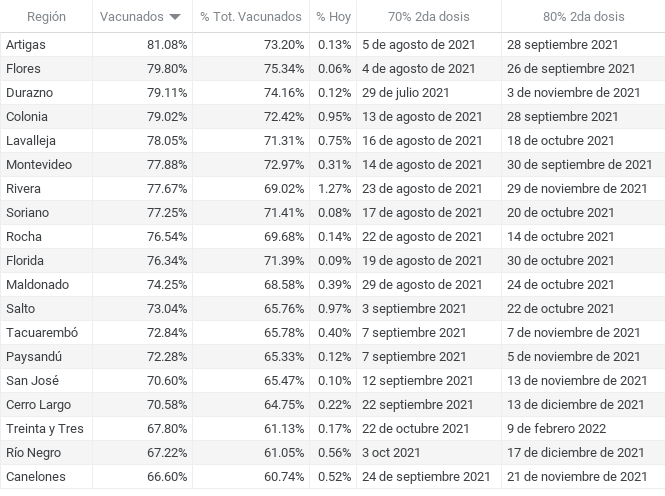 Región Vacunados % Tot. Vacunados % Hoy 70% 2da dosis 80% 2da dosis
Artigas 81.08% 73.20% 0.13% 5 de agosto de 2021 28 septiembre 2021
Flores 79.80% 75.34% 0.06% 4 de agosto de 2021 26 de septiembre 2021
Durazno 79.11% 74.16% 0.12% 29 de julio 2021 3 de noviembre de 2021
Colonia 79.02% 72.42% 0.95% 13 de agosto de 2021 28 septiembre 2021
Lavalleja 78.05% 71.31% 0.75% 16 de agosto de 2021 18 de octubre 2021
Montevideo 77.88% 72.97% 0.31% 14 de agosto de 2021 30 de septiembre de 2021
Rivera 77.67% 69.02% 1.27% 23 de agosto de 2021 29 de noviembre de 2021
Soriano 77.25% 71.41% 0.08% 17 de agosto de 2021 20 de octubre 2021
Rocha 76.54% 69.68% 0.14% 22 de agosto de 2021 14 de octubre 2021
Florida 76.34% 71.39% 0.09% 19 de agosto de 2021 30 de octubre 2021
Maldonado 74.25% 68.58% 0.39% 29 de agosto de 2021 24 de octubre 2021
Salto 73.04% 65.76% 0.97% 3 septiembre 2021 22 de octubre 2021
Tacuarembó 72.84% 65.78% 0.40% 7 septiembre 2021 7 de noviembre de 2021
Paysandú 72.28% 65.33% 0.12% 7 septiembre 2021 5 de noviembre de 2021
San José 70.60% 65.47% 0.10% 12 septiembre 2021 13 de noviembre de 2021
Cerro Largo 70.58% 64.75% 0.22% 22 septiembre 2021 13 de diciembre de 2021
Treinta y Tres 67.80% 61.13% 0.17% 22 de octubre 2021 9 de febrero 2022
Río Negro 67.22% 61.05% 0.56% 3 oct 2021 17 de diciembre de 2021
Canelones 66.60% 60.74% 0.52% 24 de septiembre 2021 21 de noviembre de 2021